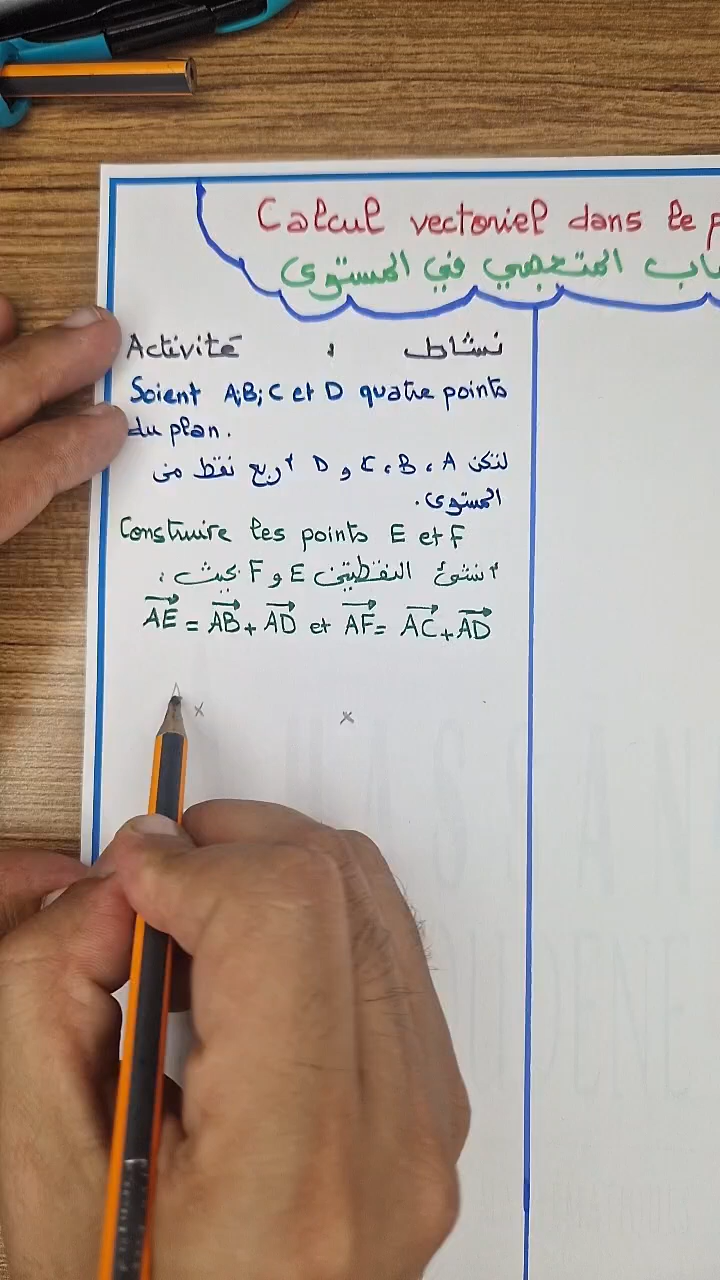 Calcul vectoriel dans le p
المتجهي في المستوى
Activité : نشاط
Soient A;B;C et D quatre points
du plan.
لتكن A ، B ، C و D أربع نقط من
المستوى.
Construire les points E et F
أنشئ النقطتين E و F بحيث :
AE = AB + AD et AF = AC + AD
A